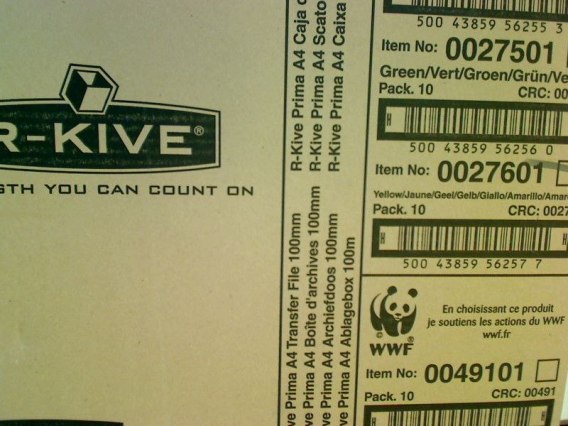 R-KIVE®
GTH YOU CAN COUNT ON
R-Kive Prima A4 Caja
R-Kive Prima A4 Scato
R-Kive Prima A4 Caixa
ve Prima A4 Transfer File 100mm
ve Prima A4 Boîte d'archives 100mm
ve Prima A4 Archiefdoos 100mm
ve Prima A4 Ablagebox 100m
500 43859 56255 3
Item No: 0027501
Green/Vert/Groen/Grün/Ve
Pack. 10 CRC: 00
500 43859 56256 0
Item No: 0027601
Yellow/Jaune/Geel/Gelb/Giallo/Amarillo/Amar
Pack. 10 CRC: 0027
500 43859 56257 7
En choisissant ce produit
je soutiens les actions du WWF
wwf.fr
WWF
Item No: 0049101
Pack. 10 CRC: 00491